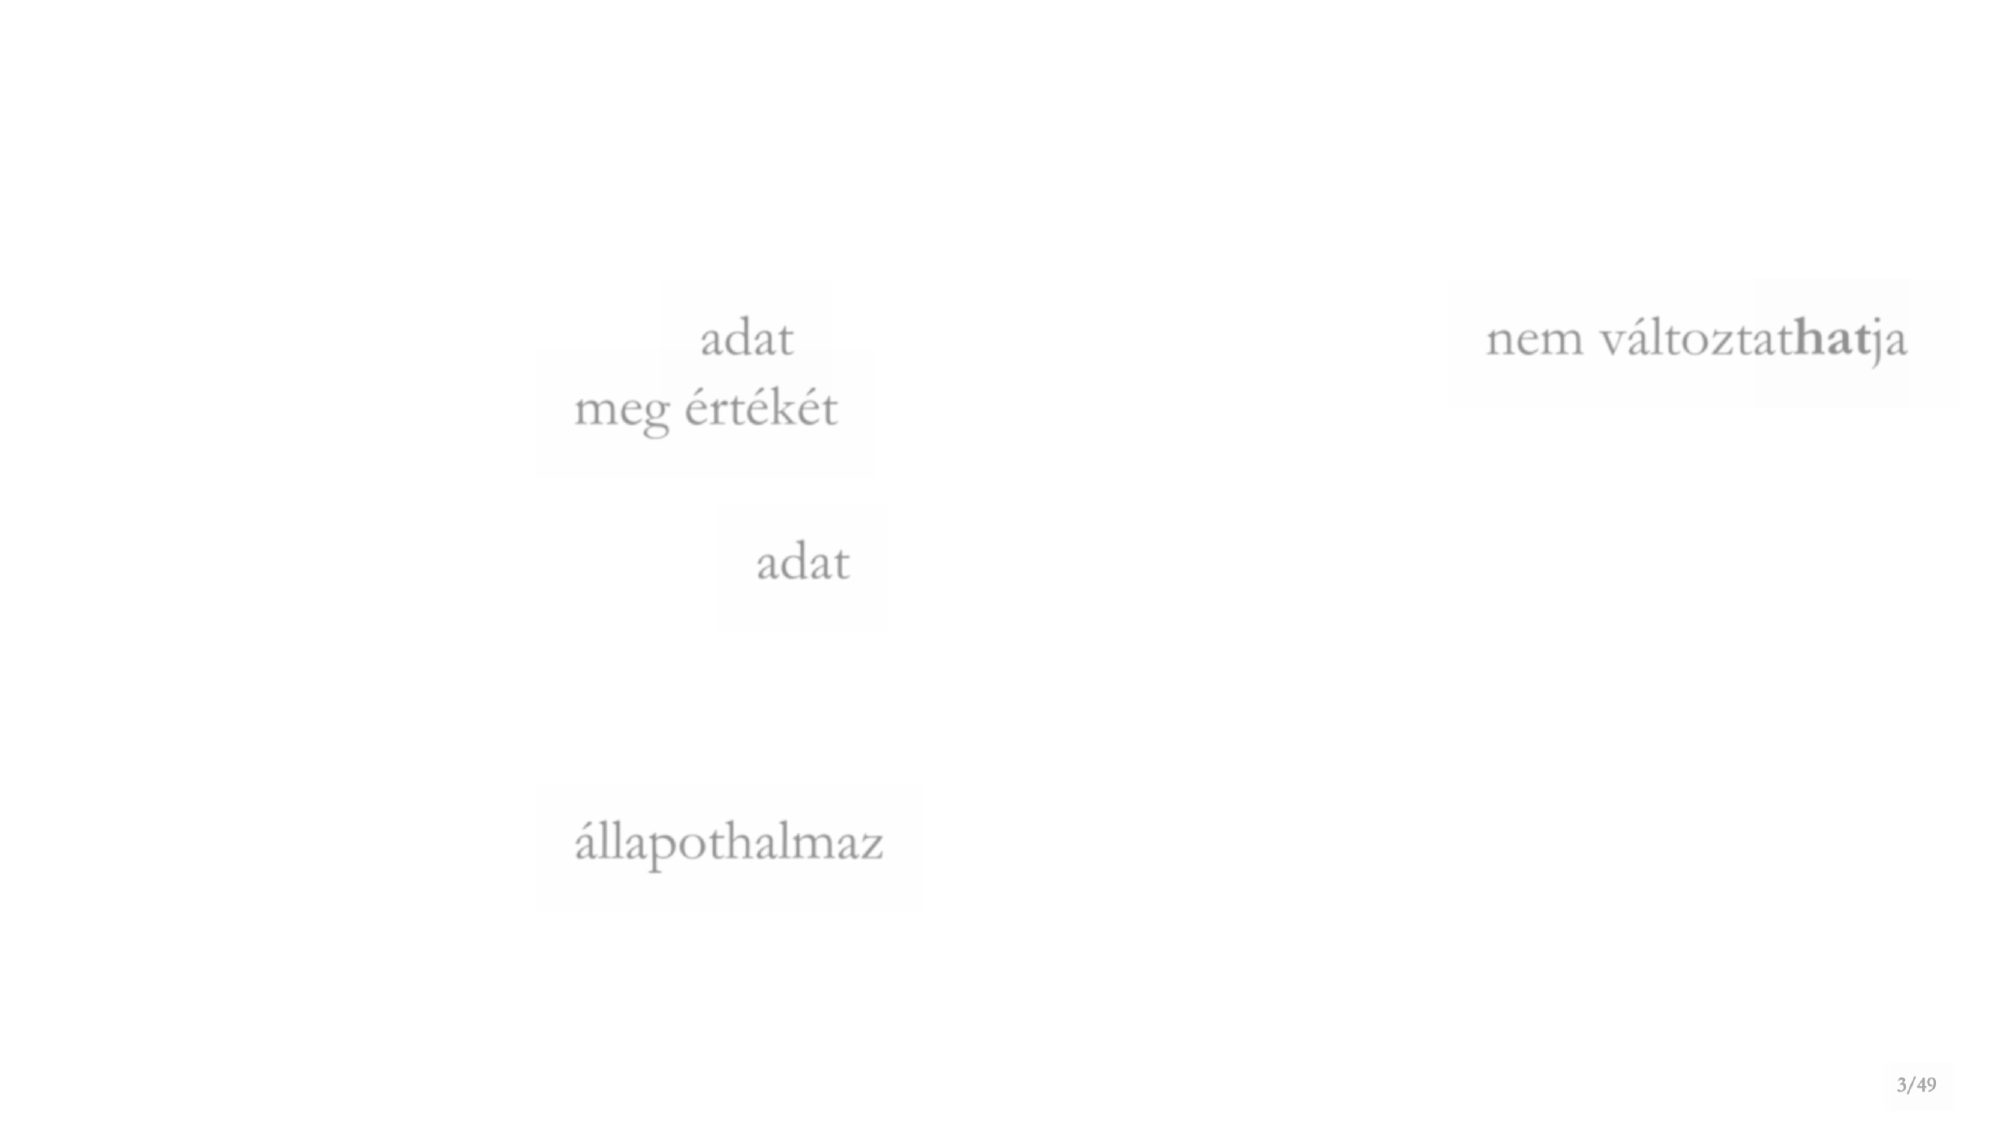 adat nem változtathatja
meg értékét
adat
állapothalmaz
3/49